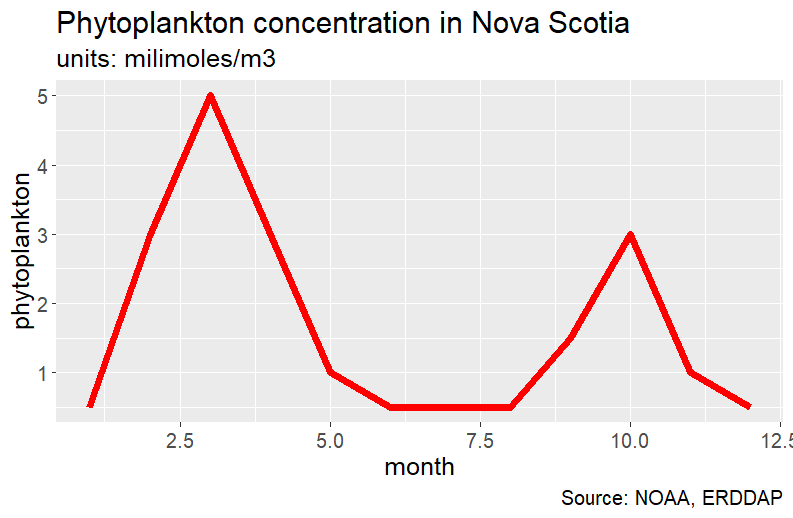 Phytoplankton concentration in Nova Scotia
units: milimoles/m3
phytoplankton
5
4
3
2
1
2.5
5.0
7.5
10.0
12.5
month
Source: NOAA, ERDDAP